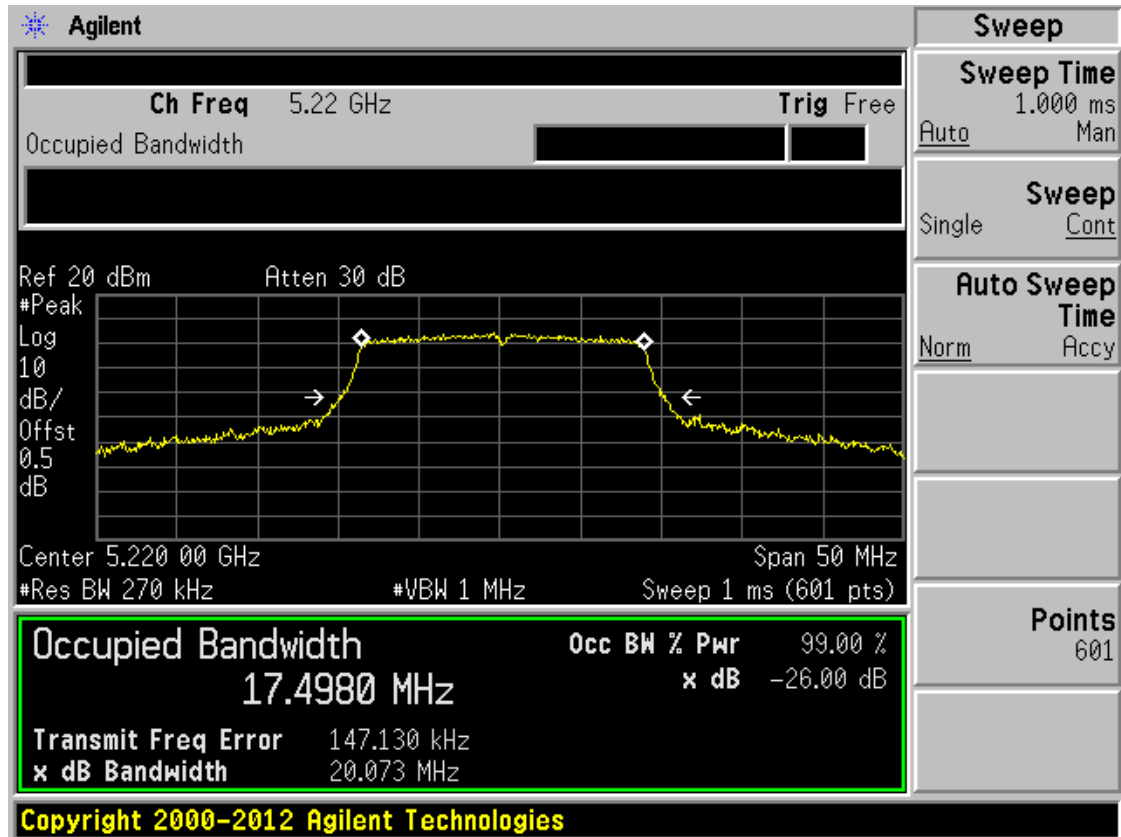 Agilent
Sweep
Ch Freq 5.22 GHz Trig Free
Occupied Bandwidth
Sweep Time
1.000 ms
Auto Man
Sweep
Single Cont
Auto Sweep
Time
Norm Accy
Points
601
Ref 20 dBm Atten 30 dB
#Peak
Log
10
dB/
Offst
0.5
dB
Center 5.220 00 GHz Span 50 MHz
#Res BW 270 kHz #VBW 1 MHz Sweep 1 ms (601 pts)
Occupied Bandwidth Occ BW % Pwr 99.00 %
17.4980 MHz x dB -26.00 dB
Transmit Freq Error 147.130 kHz
x dB Bandwidth 20.073 MHz
Copyright 2000-2012 Agilent Technologies